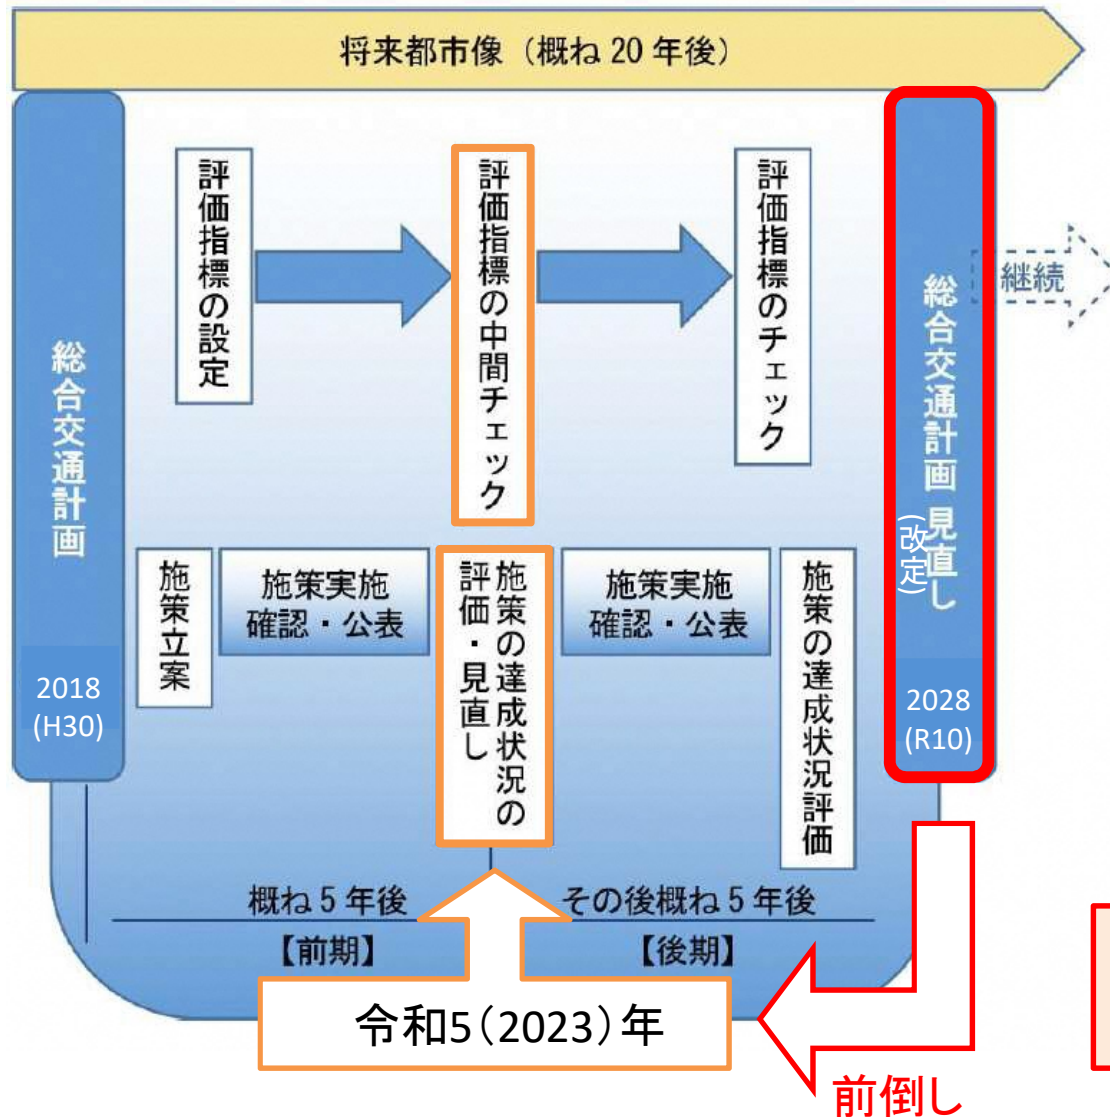 将来都市像（概ね 20 年後）
総合交通計画
2018
(H30)
評価指標の設定
評価指標の中間チェック
評価指標のチェック
施策立案
施策実施
確認・公表
施策の達成状況の
評価・見直し
施策実施
確認・公表
施策の達成状況評価
総合交通計画 見直し
(改定)
2028
(R10)
継続
概ね 5 年後
【前期】
その後概ね 5 年後
【後期】
令和5(2023)年
前倒し